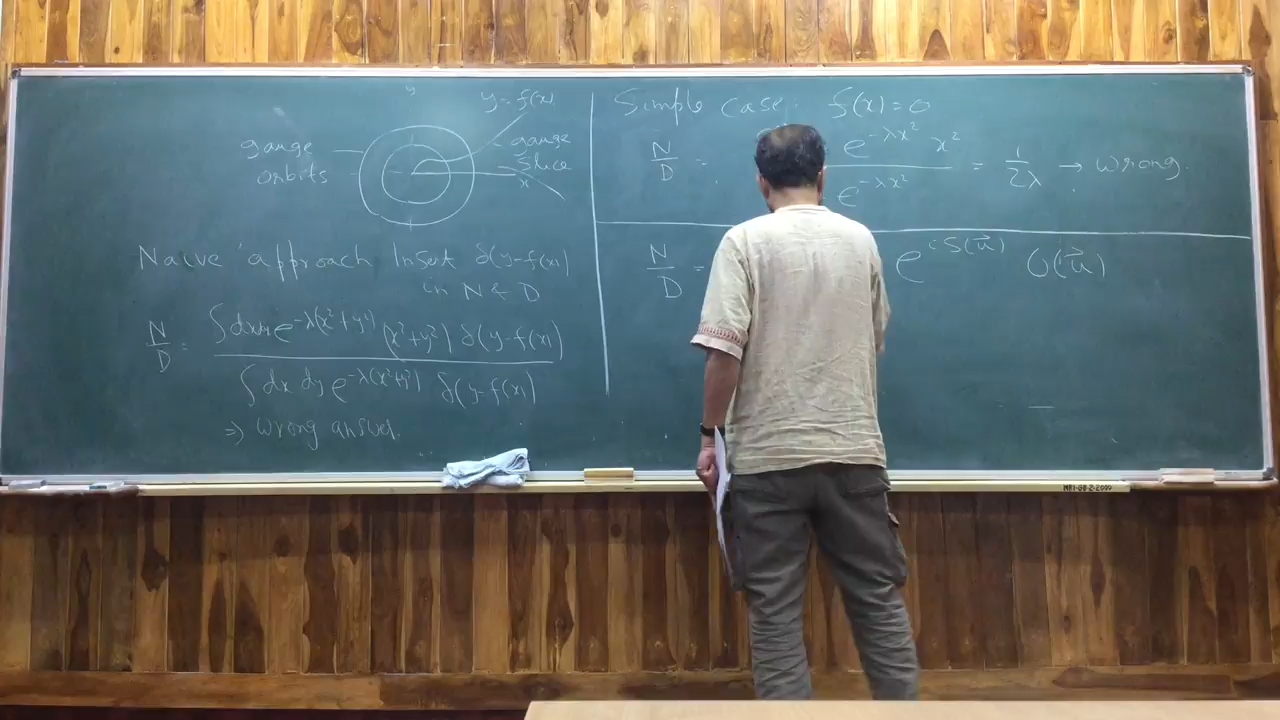 y
y=f(x)
gauge
orbits
gauge
slice
x
Naive approach Insert δ(y-f(x))
in N & D
N/D = ∫dxdy e^{-λ(x²+y²)} (x²+y²) δ(y-f(x)) / ∫dx dy e^{-λ(x²+y²)} δ(y-f(x))
⇒ wrong answer.
Simple case: f(x)=0
N/D = e^{-λx²} x² / e^{-λx²} = 1/2λ → wrong.
N/D = e^{iS(u⃗)} O(u⃗)